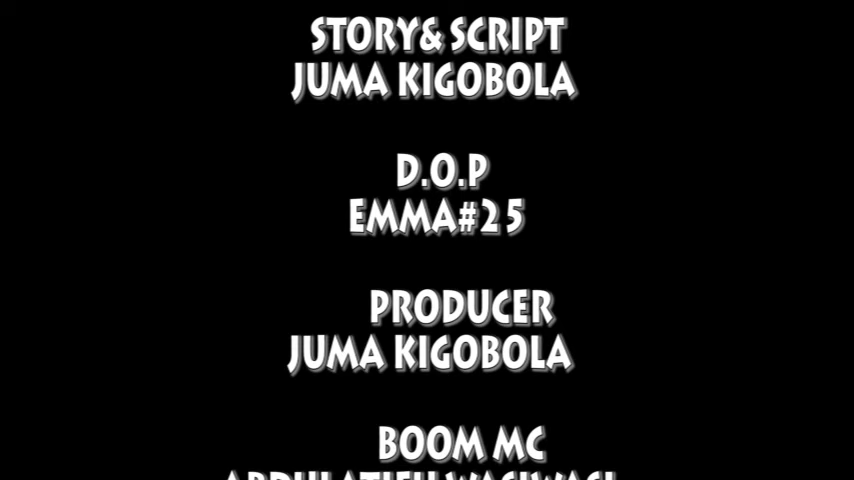 STORY& SCRIPT
JUMA KIGOBOLA
D.O.P
EMMA#25
PRODUCER
JUMA KIGOBOLA
BOOM MC